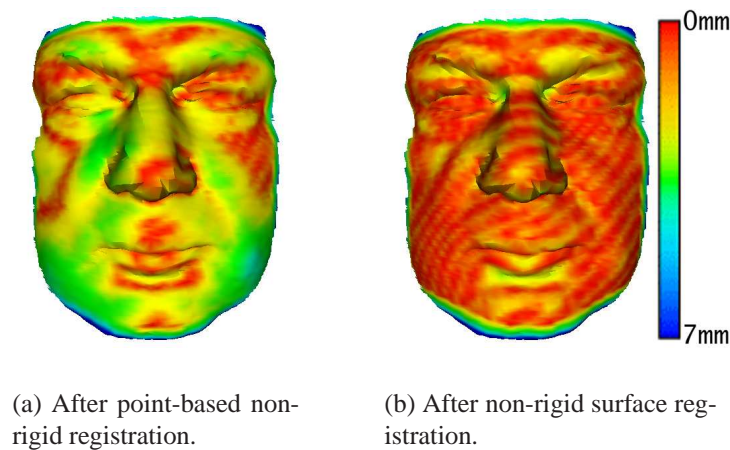 0mm
7mm
(a) After point-based non-
rigid registration.
(b) After non-rigid surface reg-
istration.